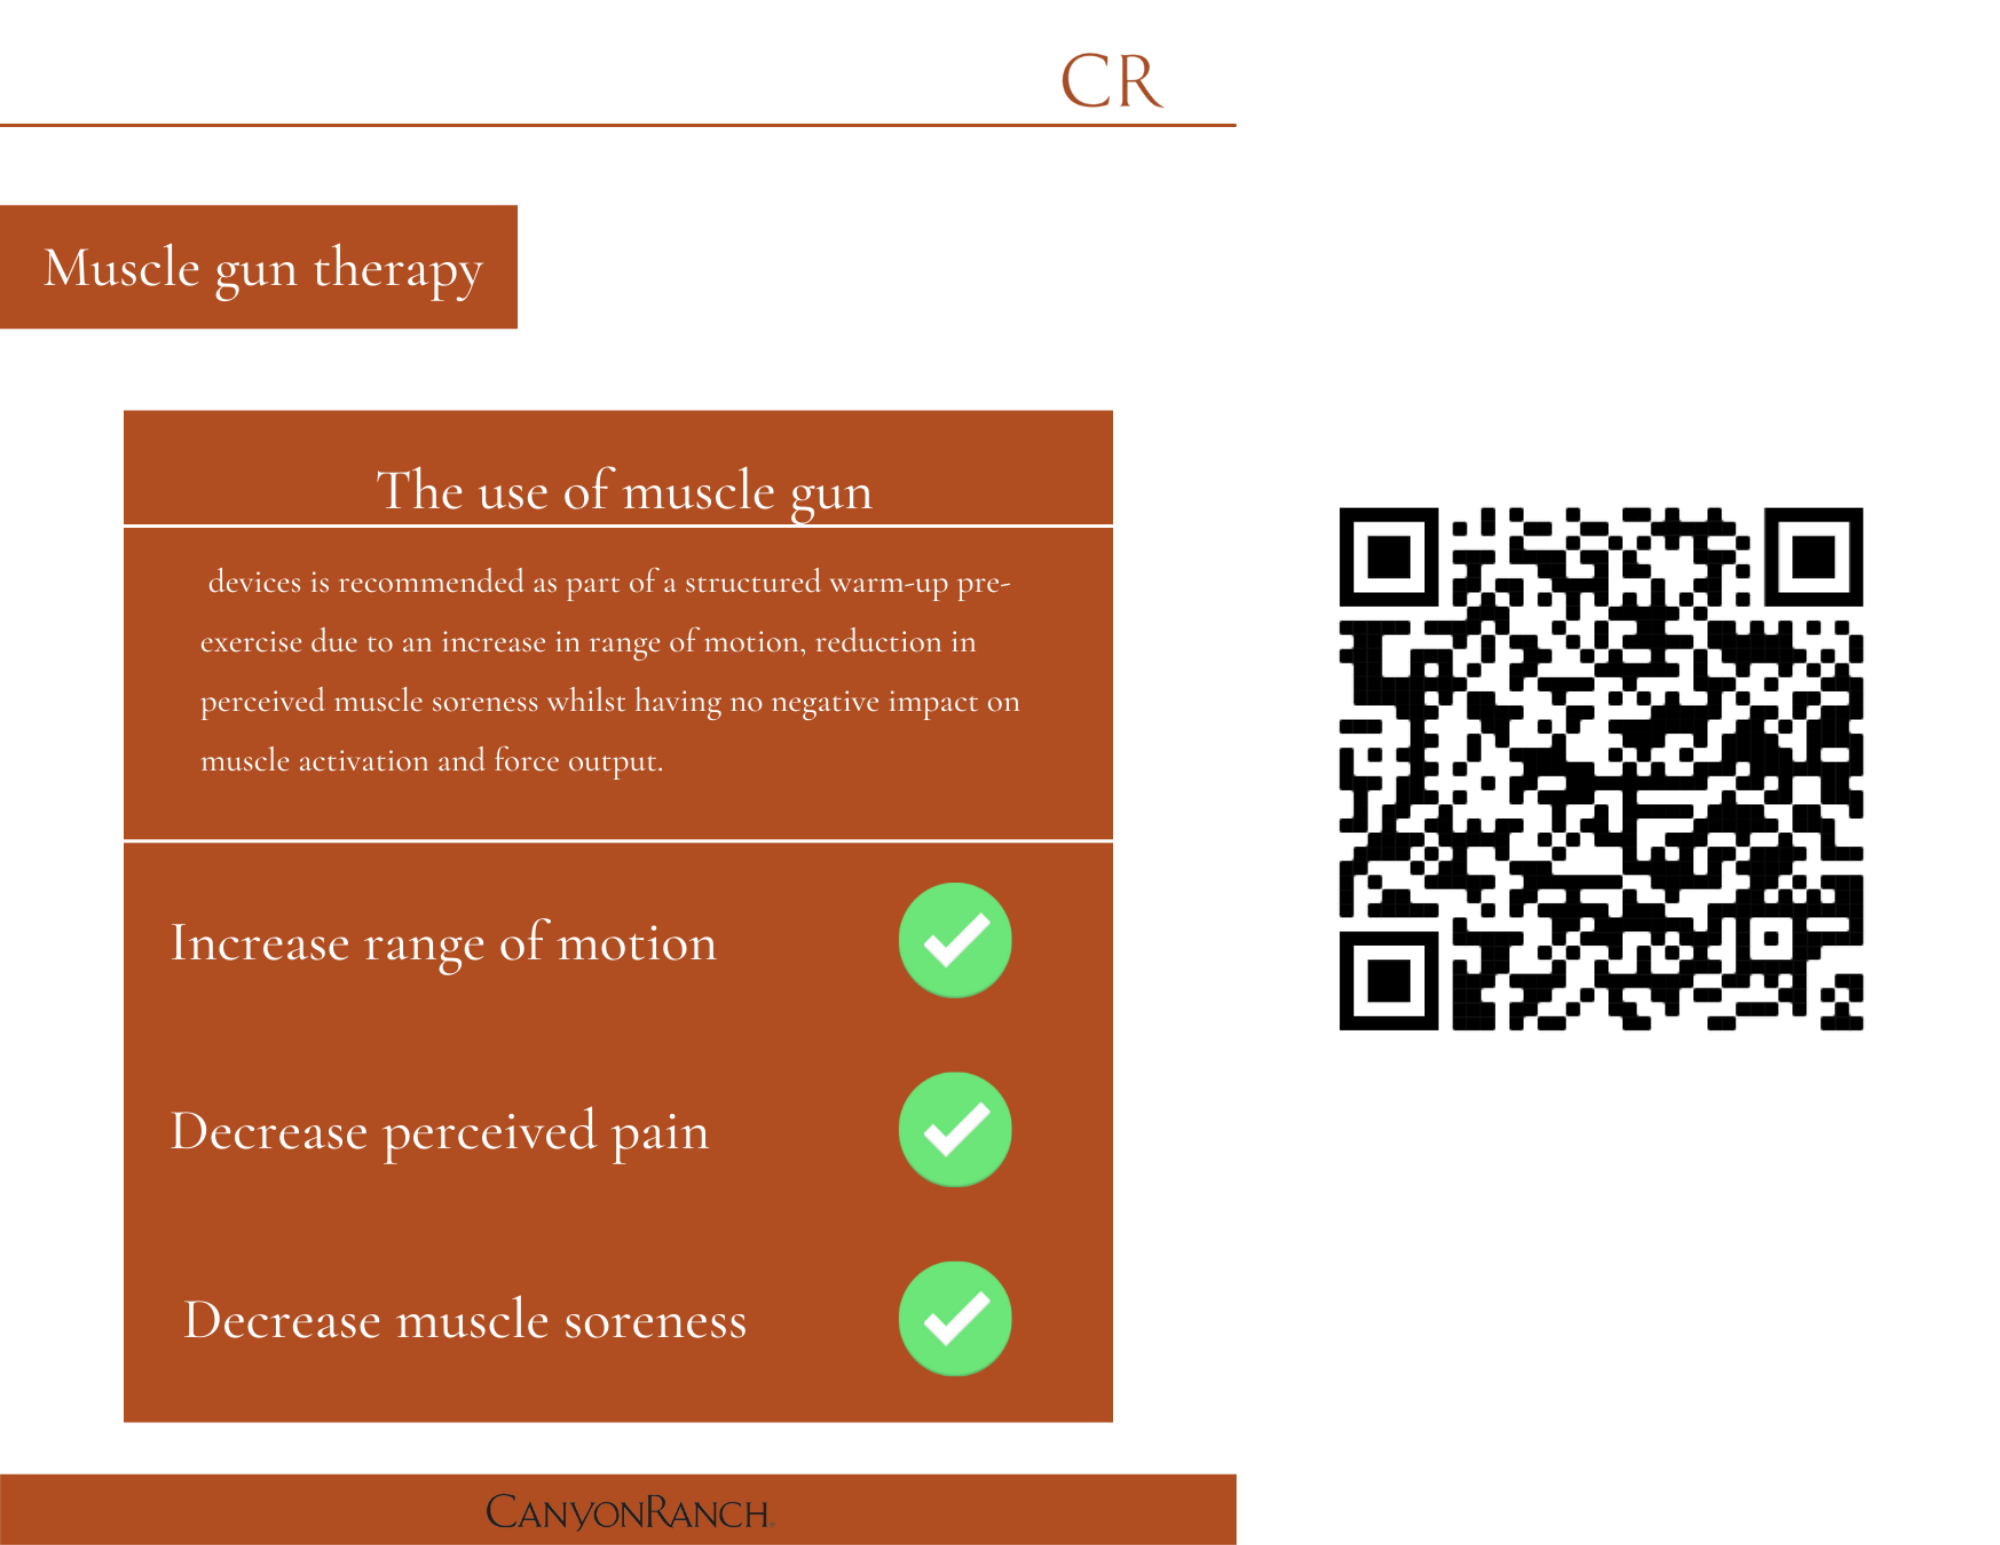 CR
Muscle gun therapy
The use of muscle gun
devices is recommended as part of a structured warm-up pre-
exercise due to an increase in range of motion, reduction in
perceived muscle soreness whilst having no negative impact on
muscle activation and force output.
Increase range of motion
Decrease perceived pain
Decrease muscle soreness
CANYONRANCH®